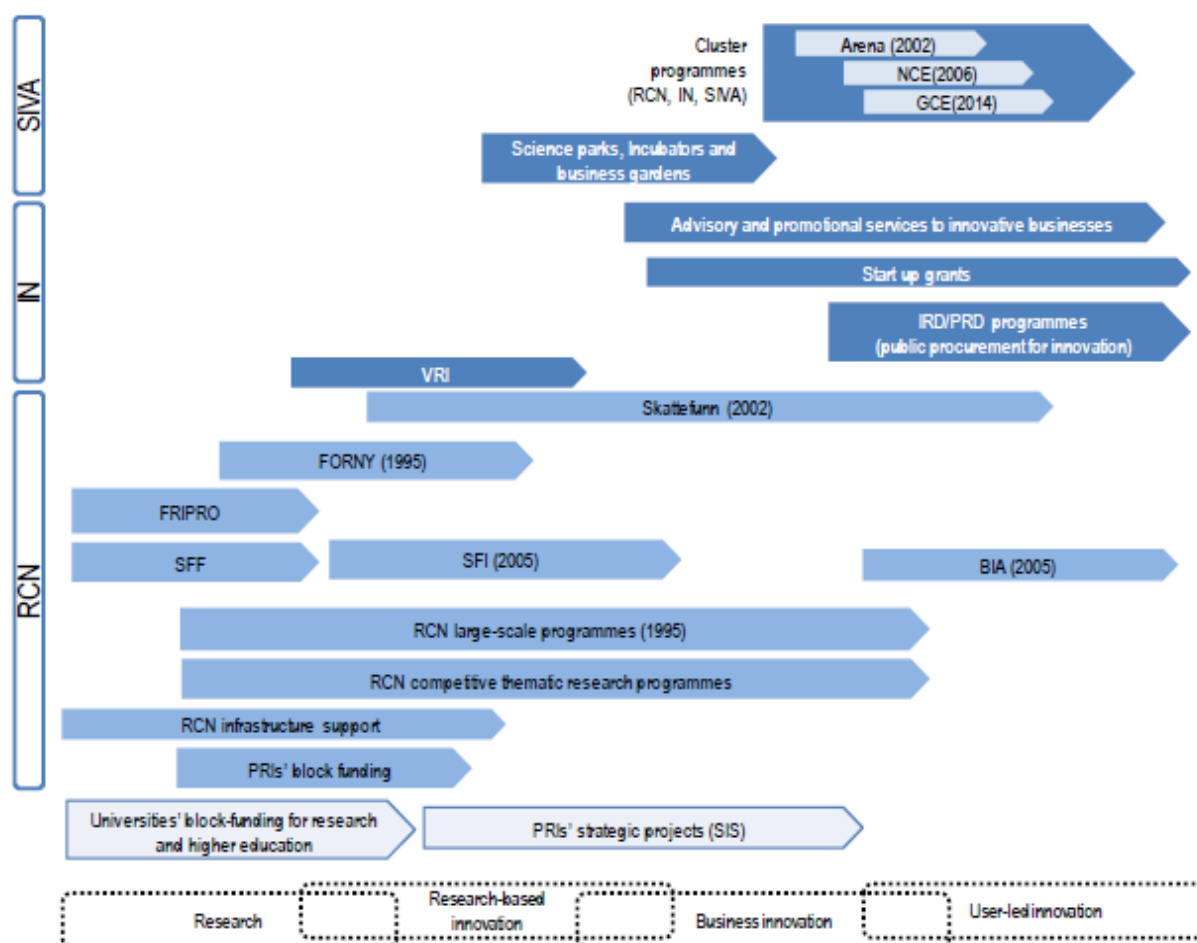 SIVA
Cluster
programmes
(RCN, IN, SIVA)
Arena (2002)
NCE(2006)
GCE(2014)
Science parks, Incubators and
business gardens
IN
Advisory and promotional services to innovative businesses
Start up grants
IRD/PRD programmes
(public procurement for innovation)
VRI
RCN
Skattefunn (2002)
FORNY (1995)
FRIPRO
SFF
SFI (2005)
BIA (2005)
RCN large-scale programmes (1995)
RCN competitive thematic research programmes
RCN infrastructure support
PRIs' block funding
Universities' block-funding for research
and higher education
PRIs' strategic projects (SIS)
Research
Research-based
innovation
Business innovation
User-led innovation